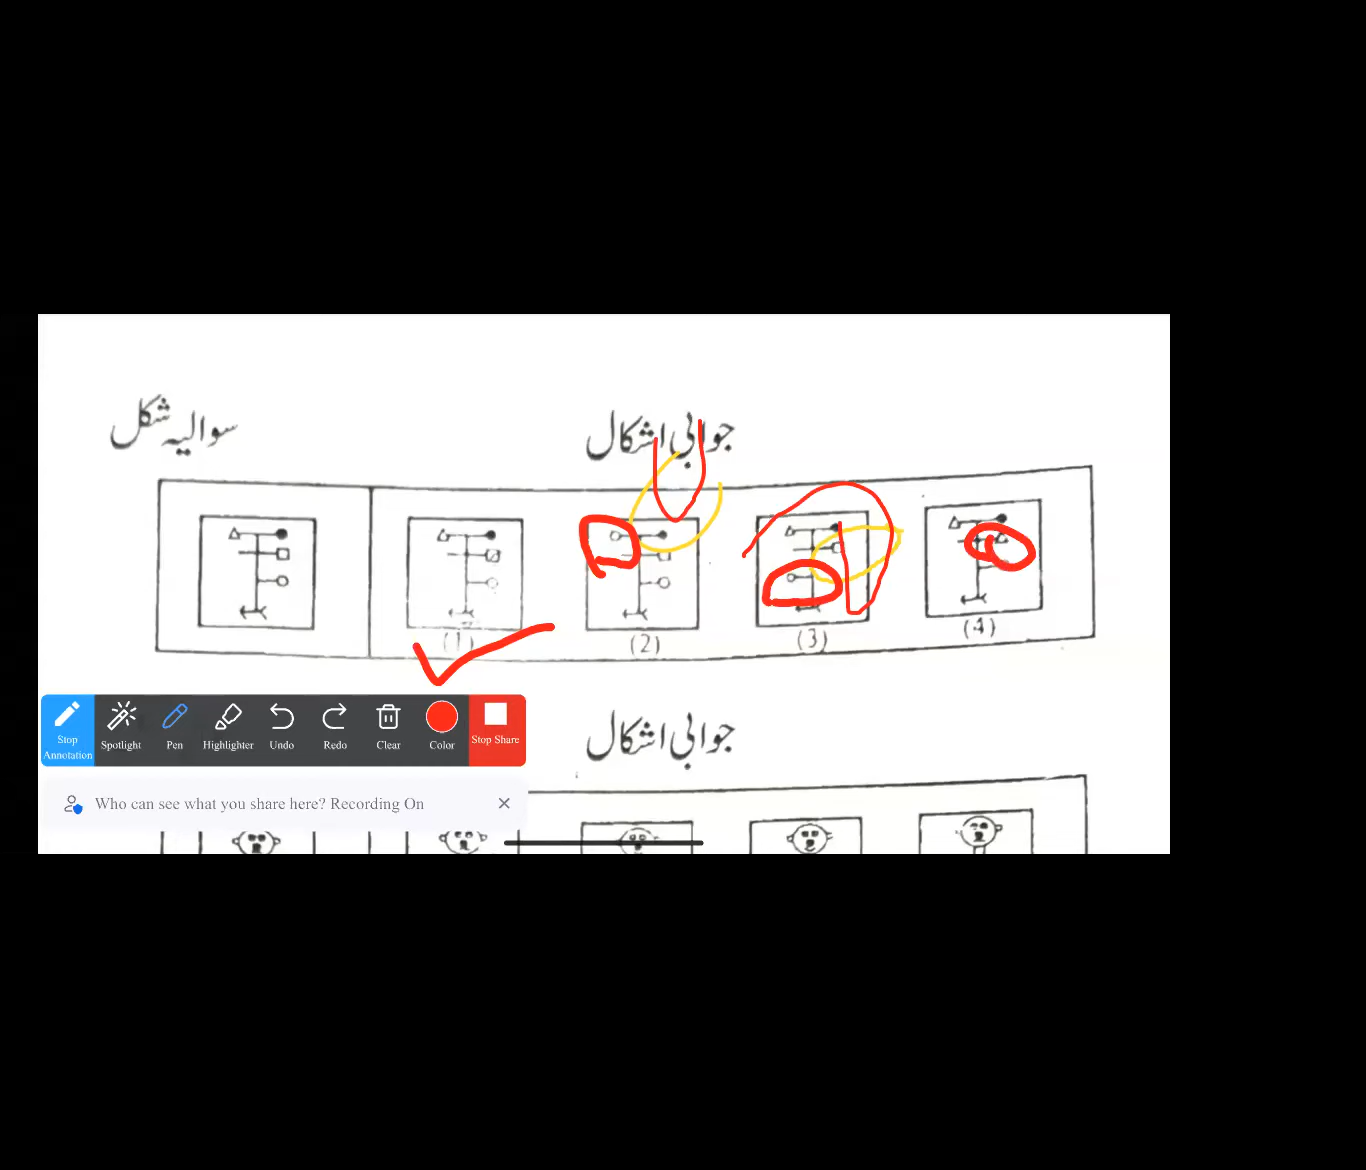 سوالیہ شکل
جوابی اشکال
(1) (2) (3) (4)
Stop Annotation
Spotlight
Pen
Highlighter
Undo
Redo
Clear
Color
Stop Share
جوابی اشکال
Who can see what you share here? Recording On